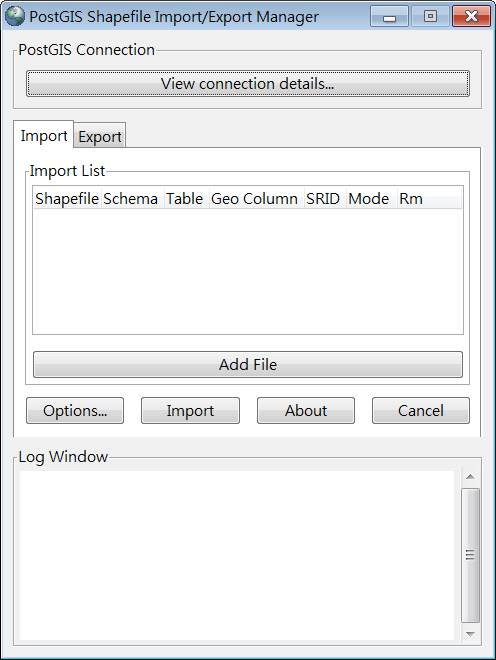 PostGIS Shapefile Import/Export Manager
PostGIS Connection
View connection details...
Import Export
Import List
Shapefile Schema Table Geo Column SRID Mode Rm
Add File
Options... Import About Cancel
Log Window